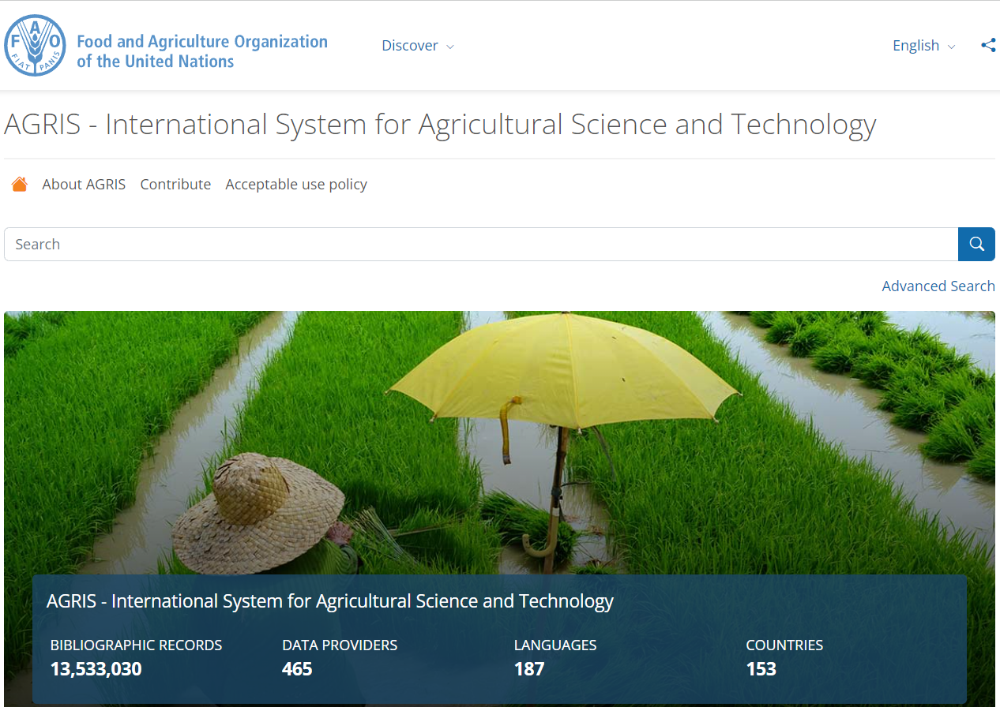 FAO
FIAT PANIS
Food and Agriculture Organization
of the United Nations
Discover
English
AGRIS - International System for Agricultural Science and Technology
About AGRIS Contribute Acceptable use policy
Search
Advanced Search
AGRIS - International System for Agricultural Science and Technology
BIBLIOGRAPHIC RECORDS DATA PROVIDERS LANGUAGES COUNTRIES
13,533,030 465 187 153